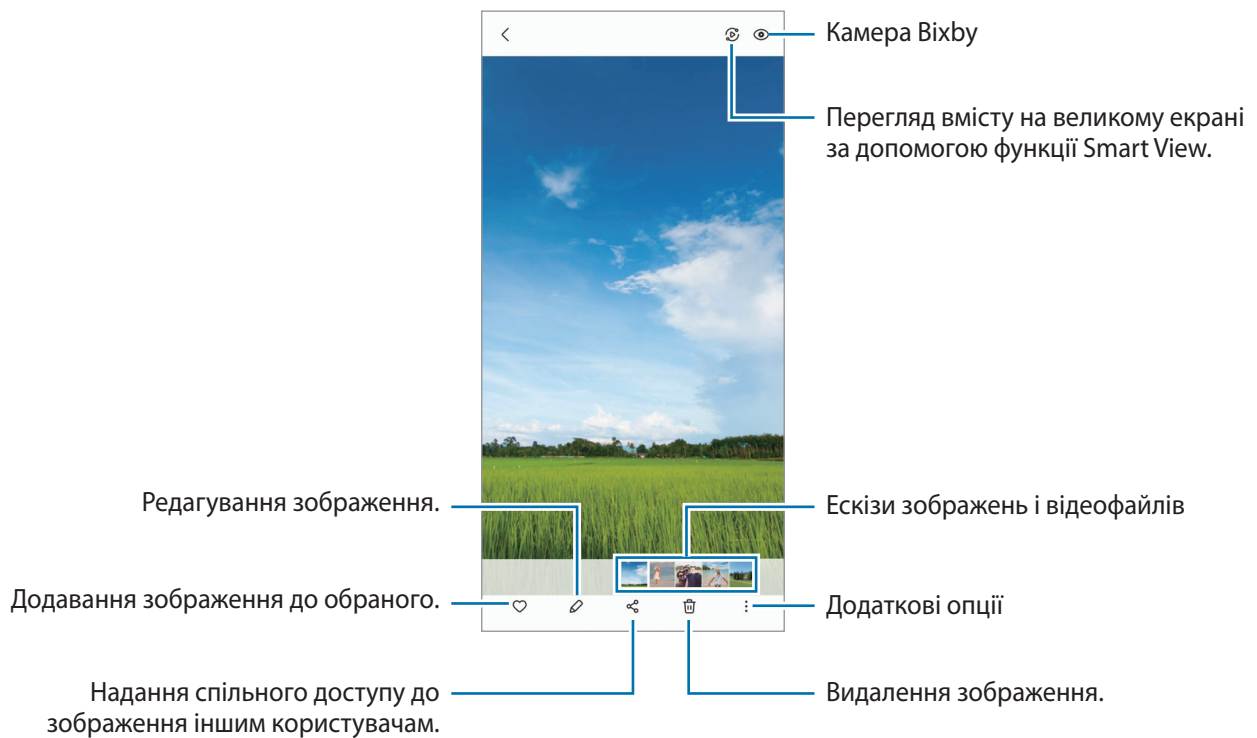 Камера Bixby
Перегляд вмісту на великому екрані
за допомогою функції Smart View.
Редагування зображення.
Ескізи зображень і відеофайлів
Додавання зображення до обраного.
Додаткові опції
Надання спільного доступу до
зображення іншим користувачам.
Видалення зображення.